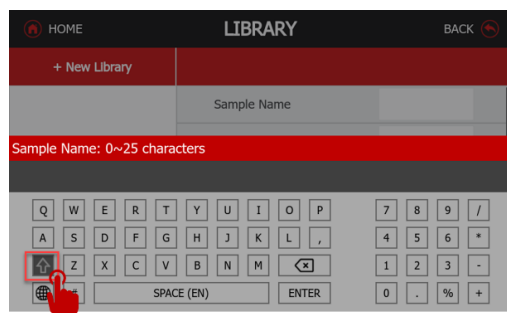 HOME LIBRARY BACK
+ New Library
Sample Name
Sample Name: 0~25 characters
Q W E R T Y U I O P 7 8 9 /
A S D F G H J K L , 4 5 6 *
Z X C V B N M 1 2 3 -
# SPACE (EN) ENTER 0 . % +